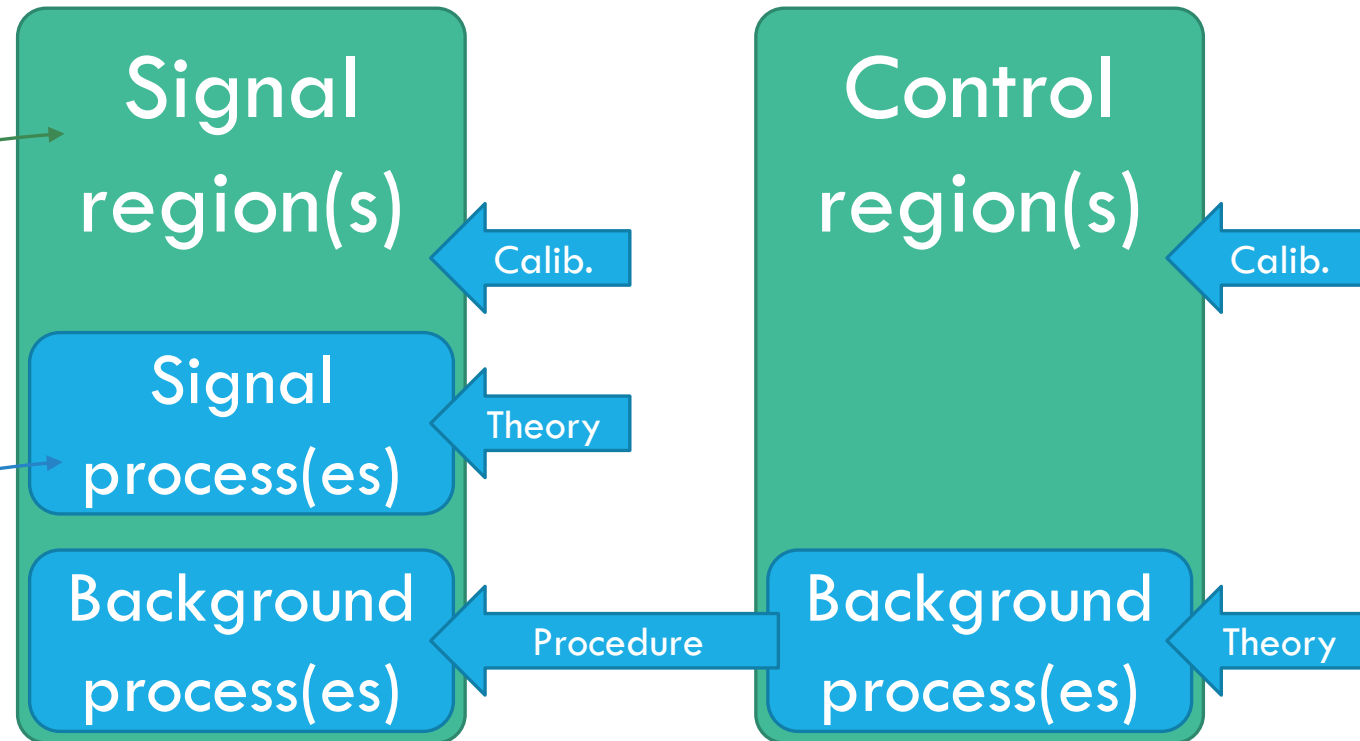 Signal
region(s)
Calib.
Signal
process(es)
Theory
Background
process(es)
Procedure
Control
region(s)
Calib.
Background
process(es)
Theory